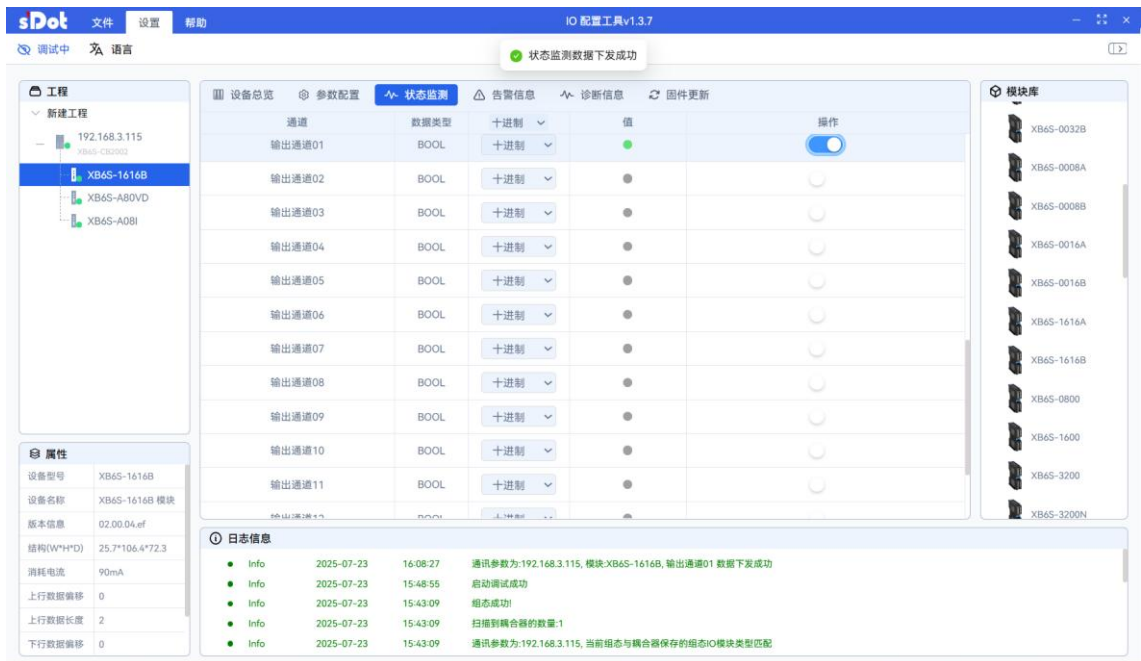 sDot 文件 设置 帮助 IO 配置工具v1.3.7
调试中 语言
状态监测数据下发成功
工程
新建工程
192.168.3.115
XB6S-CB2002
XB6S-1616B
XB6S-A80VD
XB6S-A08I
设备总览 参数配置 状态监测 告警信息 诊断信息 固件更新
通道 数据类型 十进制 值 操作
输出通道01 BOOL 十进制
输出通道02 BOOL 十进制
输出通道03 BOOL 十进制
输出通道04 BOOL 十进制
输出通道05 BOOL 十进制
输出通道06 BOOL 十进制
输出通道07 BOOL 十进制
输出通道08 BOOL 十进制
输出通道09 BOOL 十进制
输出通道10 BOOL 十进制
输出通道11 BOOL 十进制
输出通道12 BOOL 十进制
模块库
XB6S-0032B
XB6S-0008A
XB6S-0008B
XB6S-0016A
XB6S-0016B
XB6S-1616A
XB6S-1616B
XB6S-0800
XB6S-1600
XB6S-3200
XB6S-3200N
属性
设备型号 XB6S-1616B
设备名称 XB6S-1616B 模块
版本信息 02.00.04.ef
结构(W*H*D) 25.7*106.4*72.3
消耗电流 90mA
上行数据偏移 0
上行数据长度 2
下行数据偏移 0
日志信息
Info 2025-07-23 16:08:27 通讯参数为:192.168.3.115, 模块:XB6S-1616B, 输出通道01 数据下发成功
Info 2025-07-23 15:48:55 启动调试成功
Info 2025-07-23 15:43:09 组态成功!
Info 2025-07-23 15:43:09 扫描到耦合器的数量:1
Info 2025-07-23 15:43:09 通讯参数为:192.168.3.115, 当前组态与耦合器保存的组态IO模块类型匹配